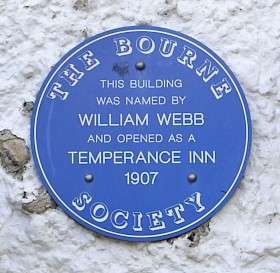 THE BOURNE
THIS BUILDING
WAS NAMED BY
WILLIAM WEBB
AND OPENED AS A
TEMPERANCE INN
1907
SOCIETY